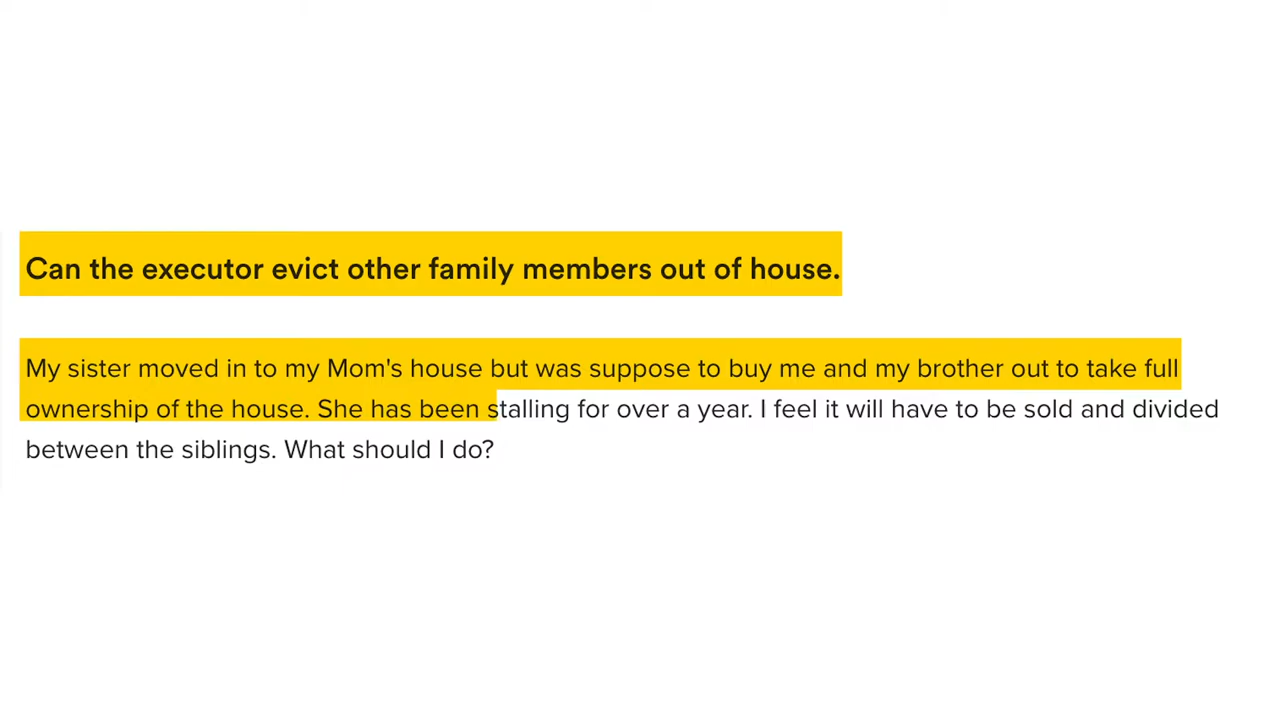 Can the executor evict other family members out of house.
My sister moved in to my Mom's house but was suppose to buy me and my brother out to take full
ownership of the house. She has been stalling for over a year. I feel it will have to be sold and divided
between the siblings. What should I do?